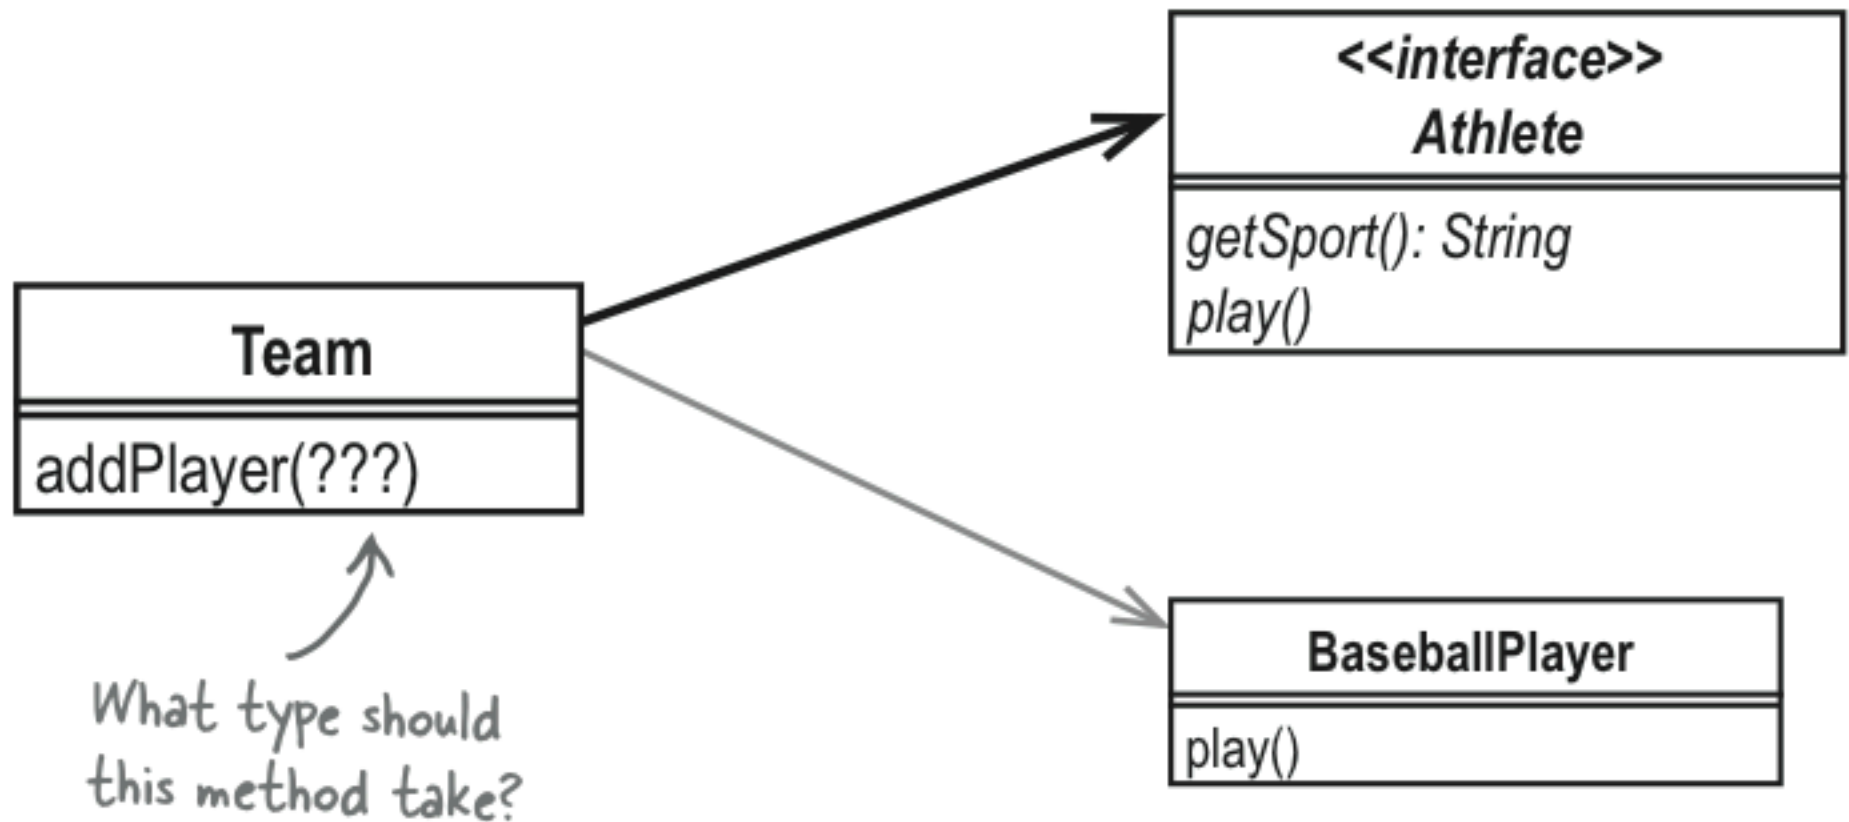 <<interface>>
Athlete
getSport(): String
play()
Team
addPlayer(???)
What type should
this method take?
BaseballPlayer
play()